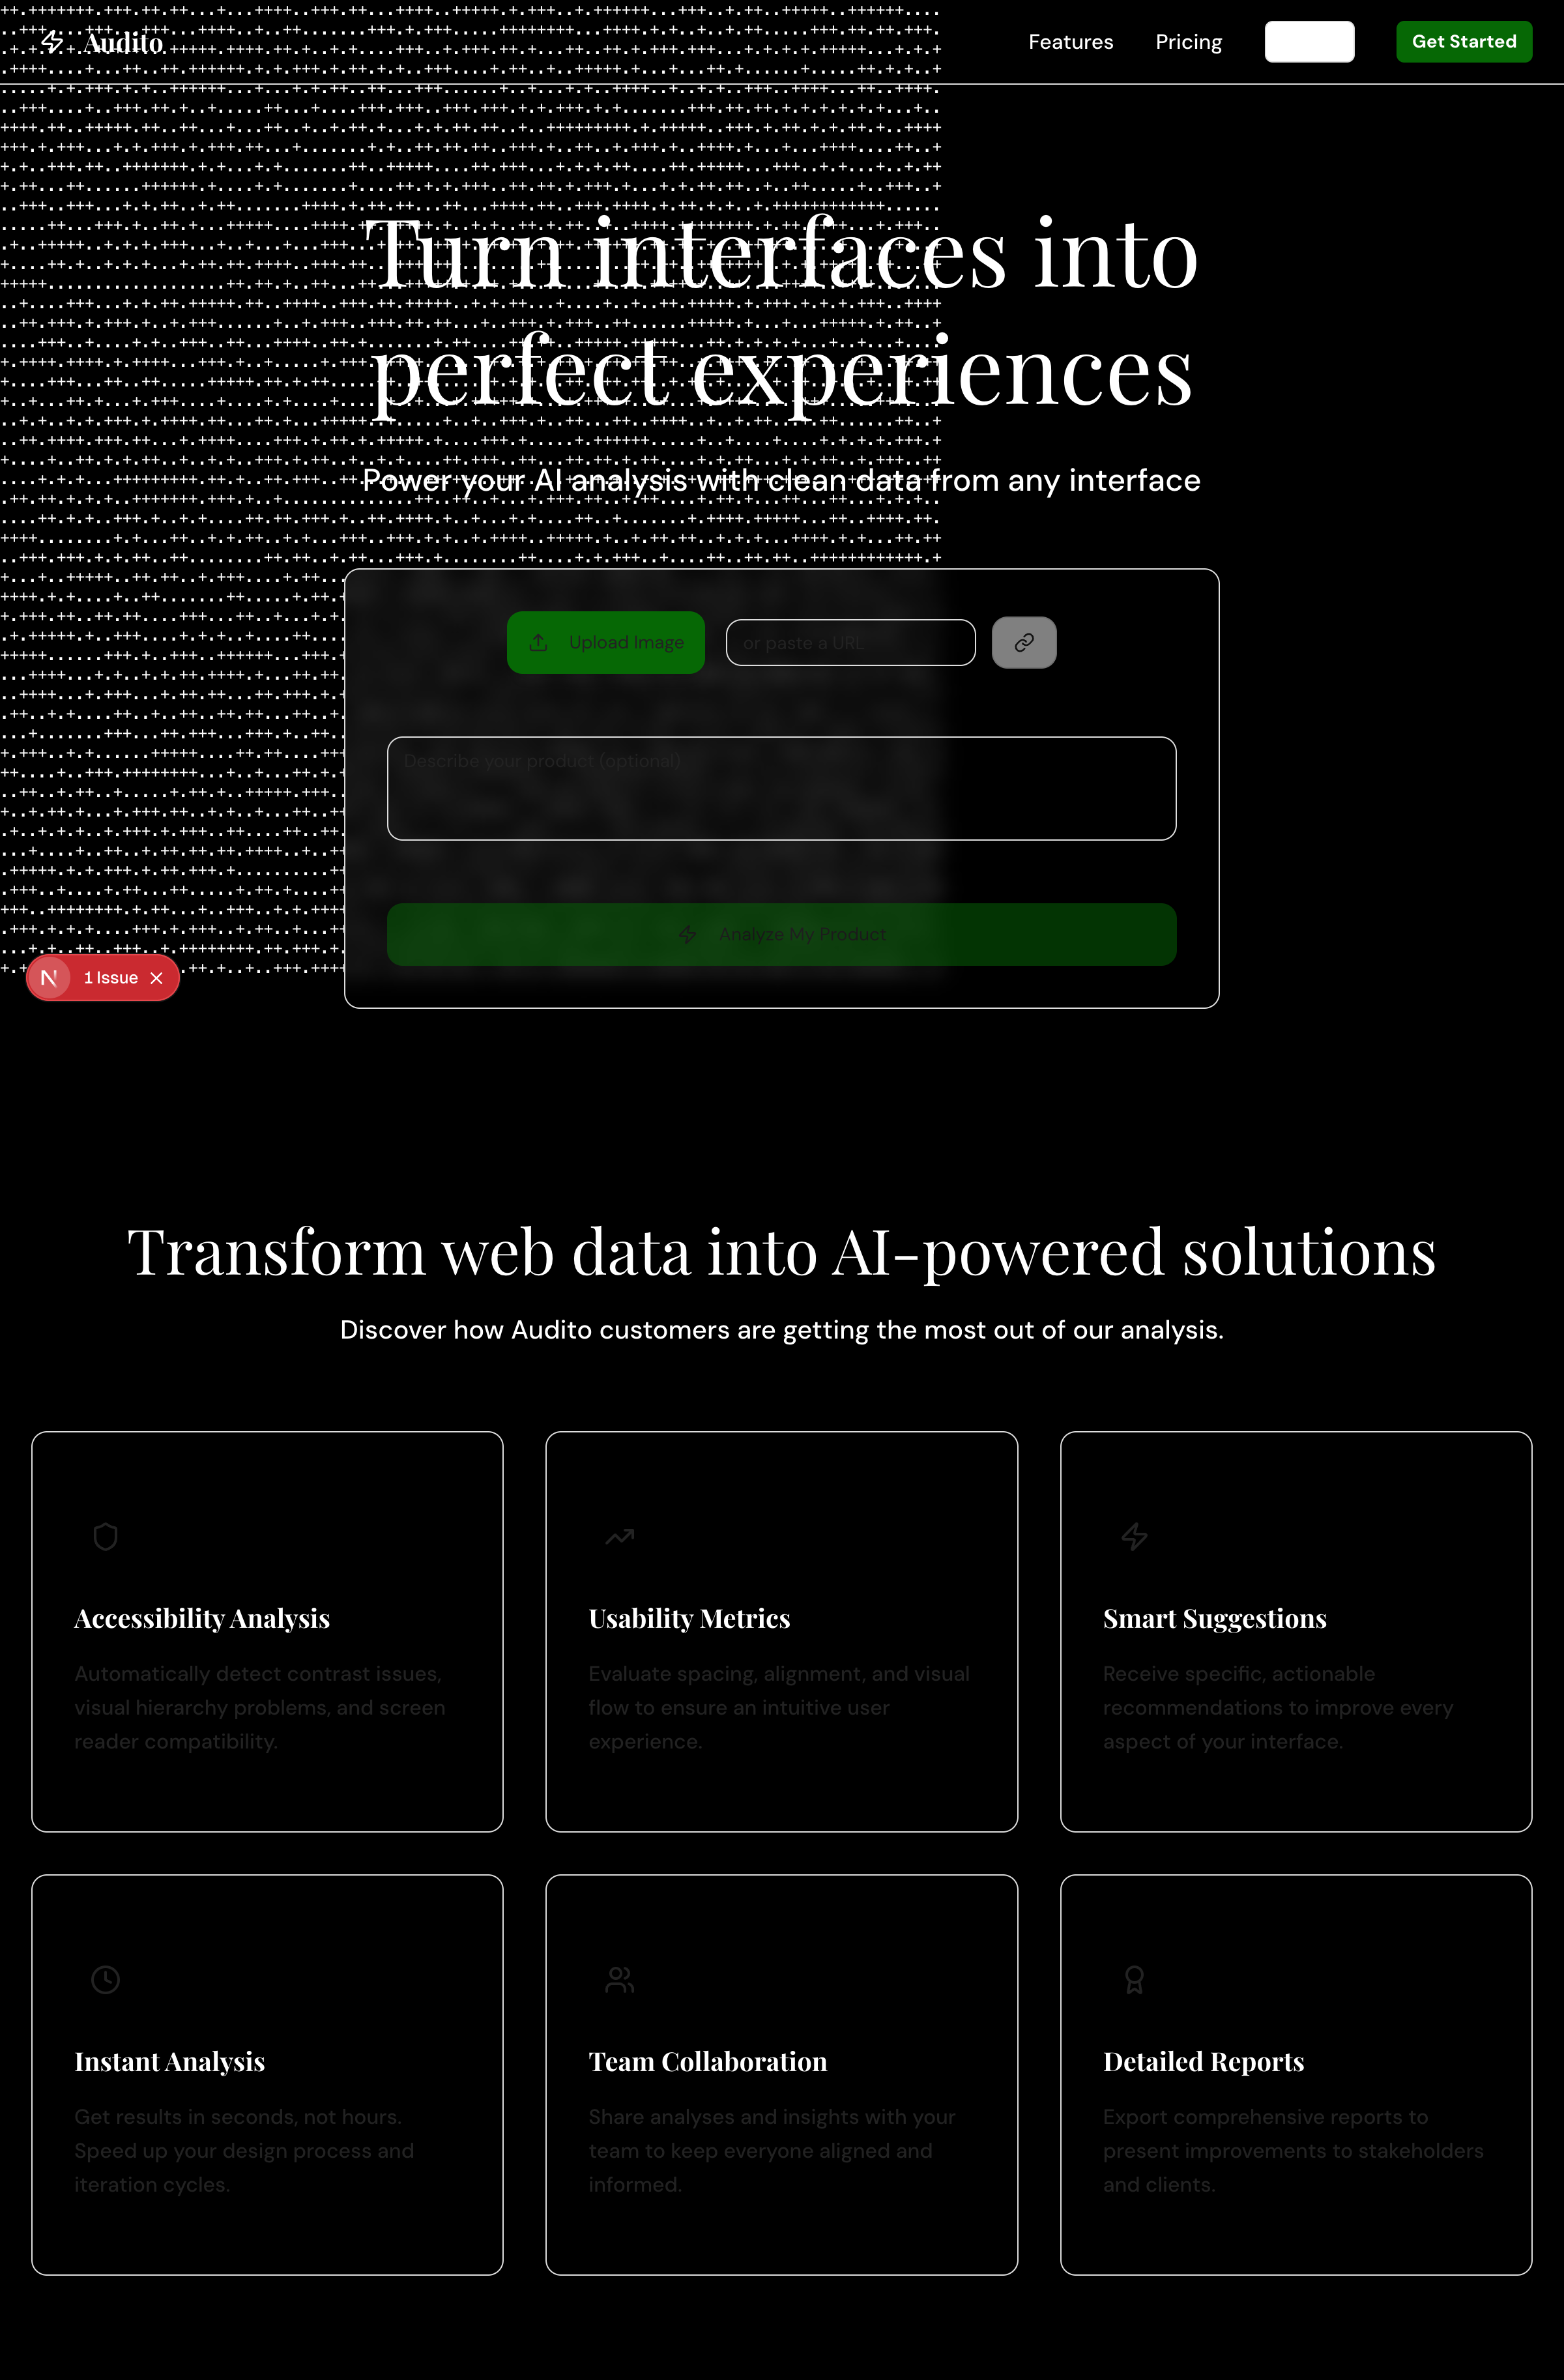 Audito
Features
Pricing
Get Started
Turn interfaces into
perfect experiences
Power your AI analysis with clean data from any interface
Upload Image
or paste a URL
Describe your product (optional)
Analyze My Product
1 Issue
Transform web data into AI-powered solutions
Discover how Audito customers are getting the most out of our analysis.
Accessibility Analysis
Automatically detect contrast issues,
visual hierarchy problems, and screen
reader compatibility.
Usability Metrics
Evaluate spacing, alignment, and visual
flow to ensure an intuitive user
experience.
Smart Suggestions
Receive specific, actionable
recommendations to improve every
aspect of your interface.
Instant Analysis
Get results in seconds, not hours.
Speed up your design process and
iteration cycles.
Team Collaboration
Share analyses and insights with your
team to keep everyone aligned and
informed.
Detailed Reports
Export comprehensive reports to
present improvements to stakeholders
and clients.